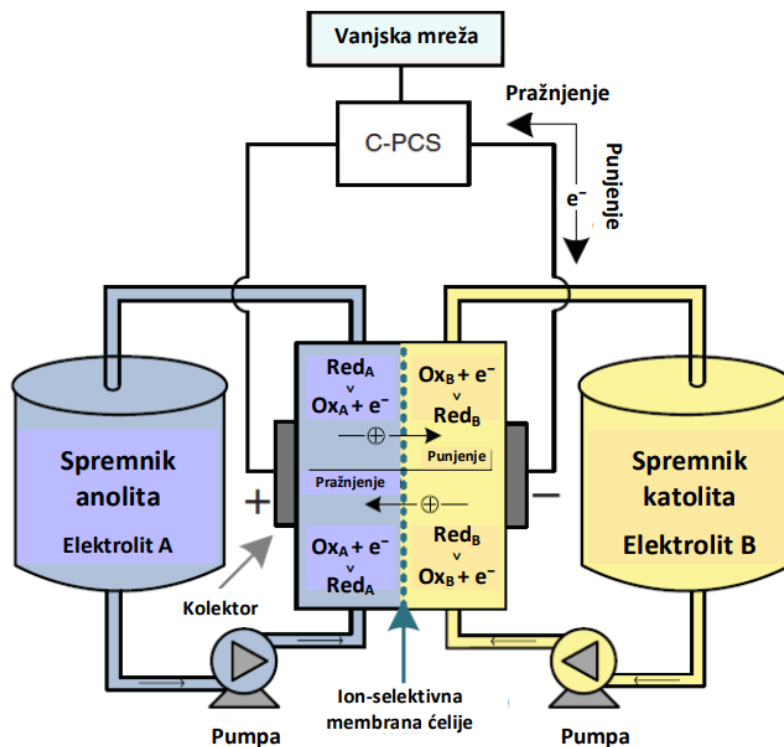 Vanjska mreža
C-PCS
Pražnjenje
Punjenje
e⁻
Red_A
˅
Ox_A + e⁻
Ox_B + e⁻
˅
Red_B
⊕
Punjenje
Pražnjenje
⊕
Ox_A + e⁻
˅
Red_A
Red_B
˅
Ox_B + e⁻
+
−
Spremnik
anolita
Elektrolit A
Spremnik
katolita
Elektrolit B
Kolektor
Pumpa
Ion-selektivna
membrana ćelije
Pumpa